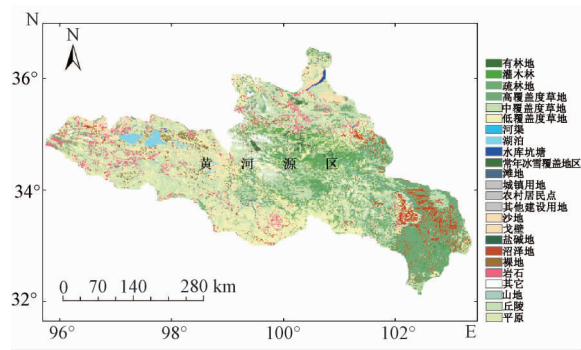 N
N
36°
34°
32°
黄河源区
0 70 140 280 km
96° 98° 100° 102° E
有林地
灌木林
疏林地
高覆盖度草地
中覆盖度草地
低覆盖度草地
河渠
湖泊
水库坑塘
常年冰雪覆盖地区
滩地
城镇用地
农村居民点
其他建设用地
沙地
戈壁
盐碱地
沼泽地
裸地
岩石
其它
山地
丘陵
平原